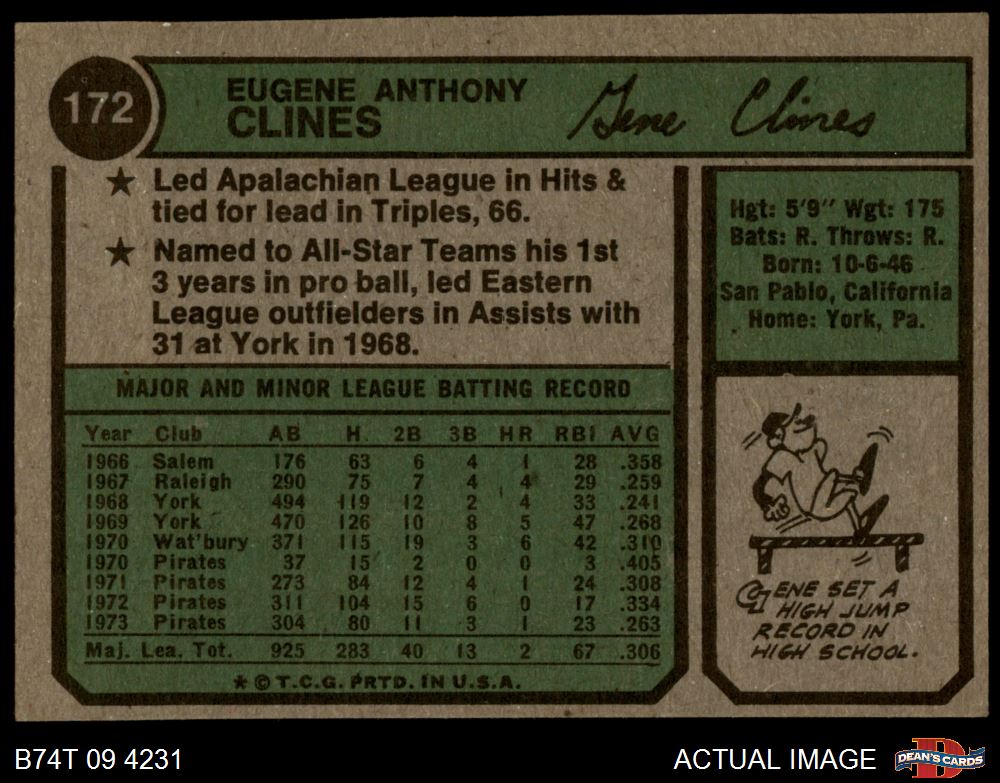 172
EUGENE ANTHONY
CLINES
Gene Clines
★ Led Apalachian League in Hits &
tied for lead in Triples, 66.
★ Named to All-Star Teams his 1st
3 years in pro ball, led Eastern
League outfielders in Assists with
31 at York in 1968.
Hgt: 5'9" Wgt: 175
Bats: R. Throws: R.
Born: 10-6-46
San Pablo, California
Home: York, Pa.
MAJOR AND MINOR LEAGUE BATTING RECORD
Year Club AB H. 2B 3B HR RBI AVG
1966 Salem 176 63 6 4 1 28 .358
1967 Raleigh 290 75 7 4 4 29 .259
1968 York 494 119 12 2 4 33 .241
1969 York 470 126 10 8 5 47 .268
1970 Wat'bury 371 115 19 3 6 42 .310
1970 Pirates 37 15 2 0 0 3 .405
1971 Pirates 273 84 12 4 1 24 .308
1972 Pirates 311 104 15 6 0 17 .334
1973 Pirates 304 80 11 3 1 23 .263
Maj. Lea. Tot. 925 283 40 13 2 67 .306
★ © T.C.G. PRTD. IN U.S.A.
GENE SET A
HIGH JUMP
RECORD IN
HIGH SCHOOL.
B74T 09 4231
ACTUAL IMAGE
D
DEAN'S CARDS